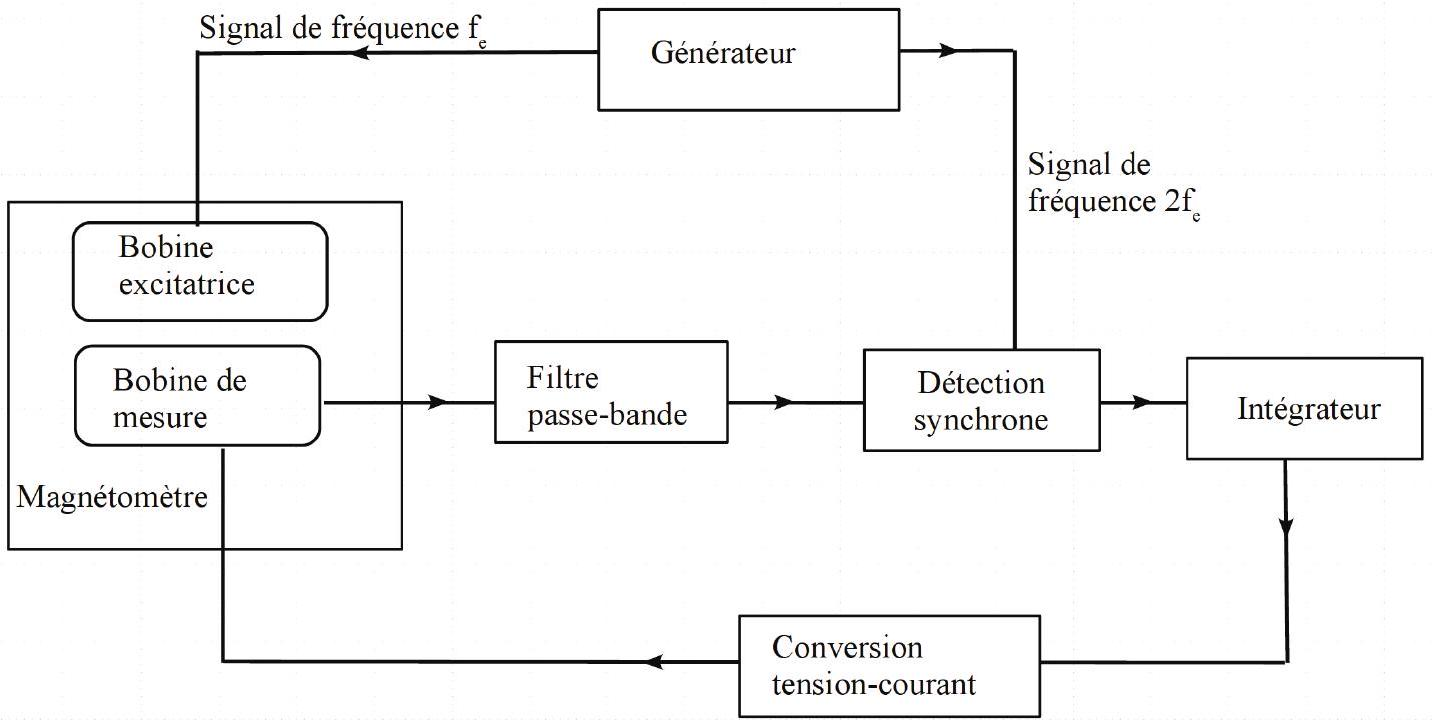 Signal de fréquence fe
Générateur
Signal de
fréquence 2fe
Bobine
excitatrice
Bobine de
mesure
Magnétomètre
Filtre
passe-bande
Détection
synchrone
Intégrateur
Conversion
tension-courant